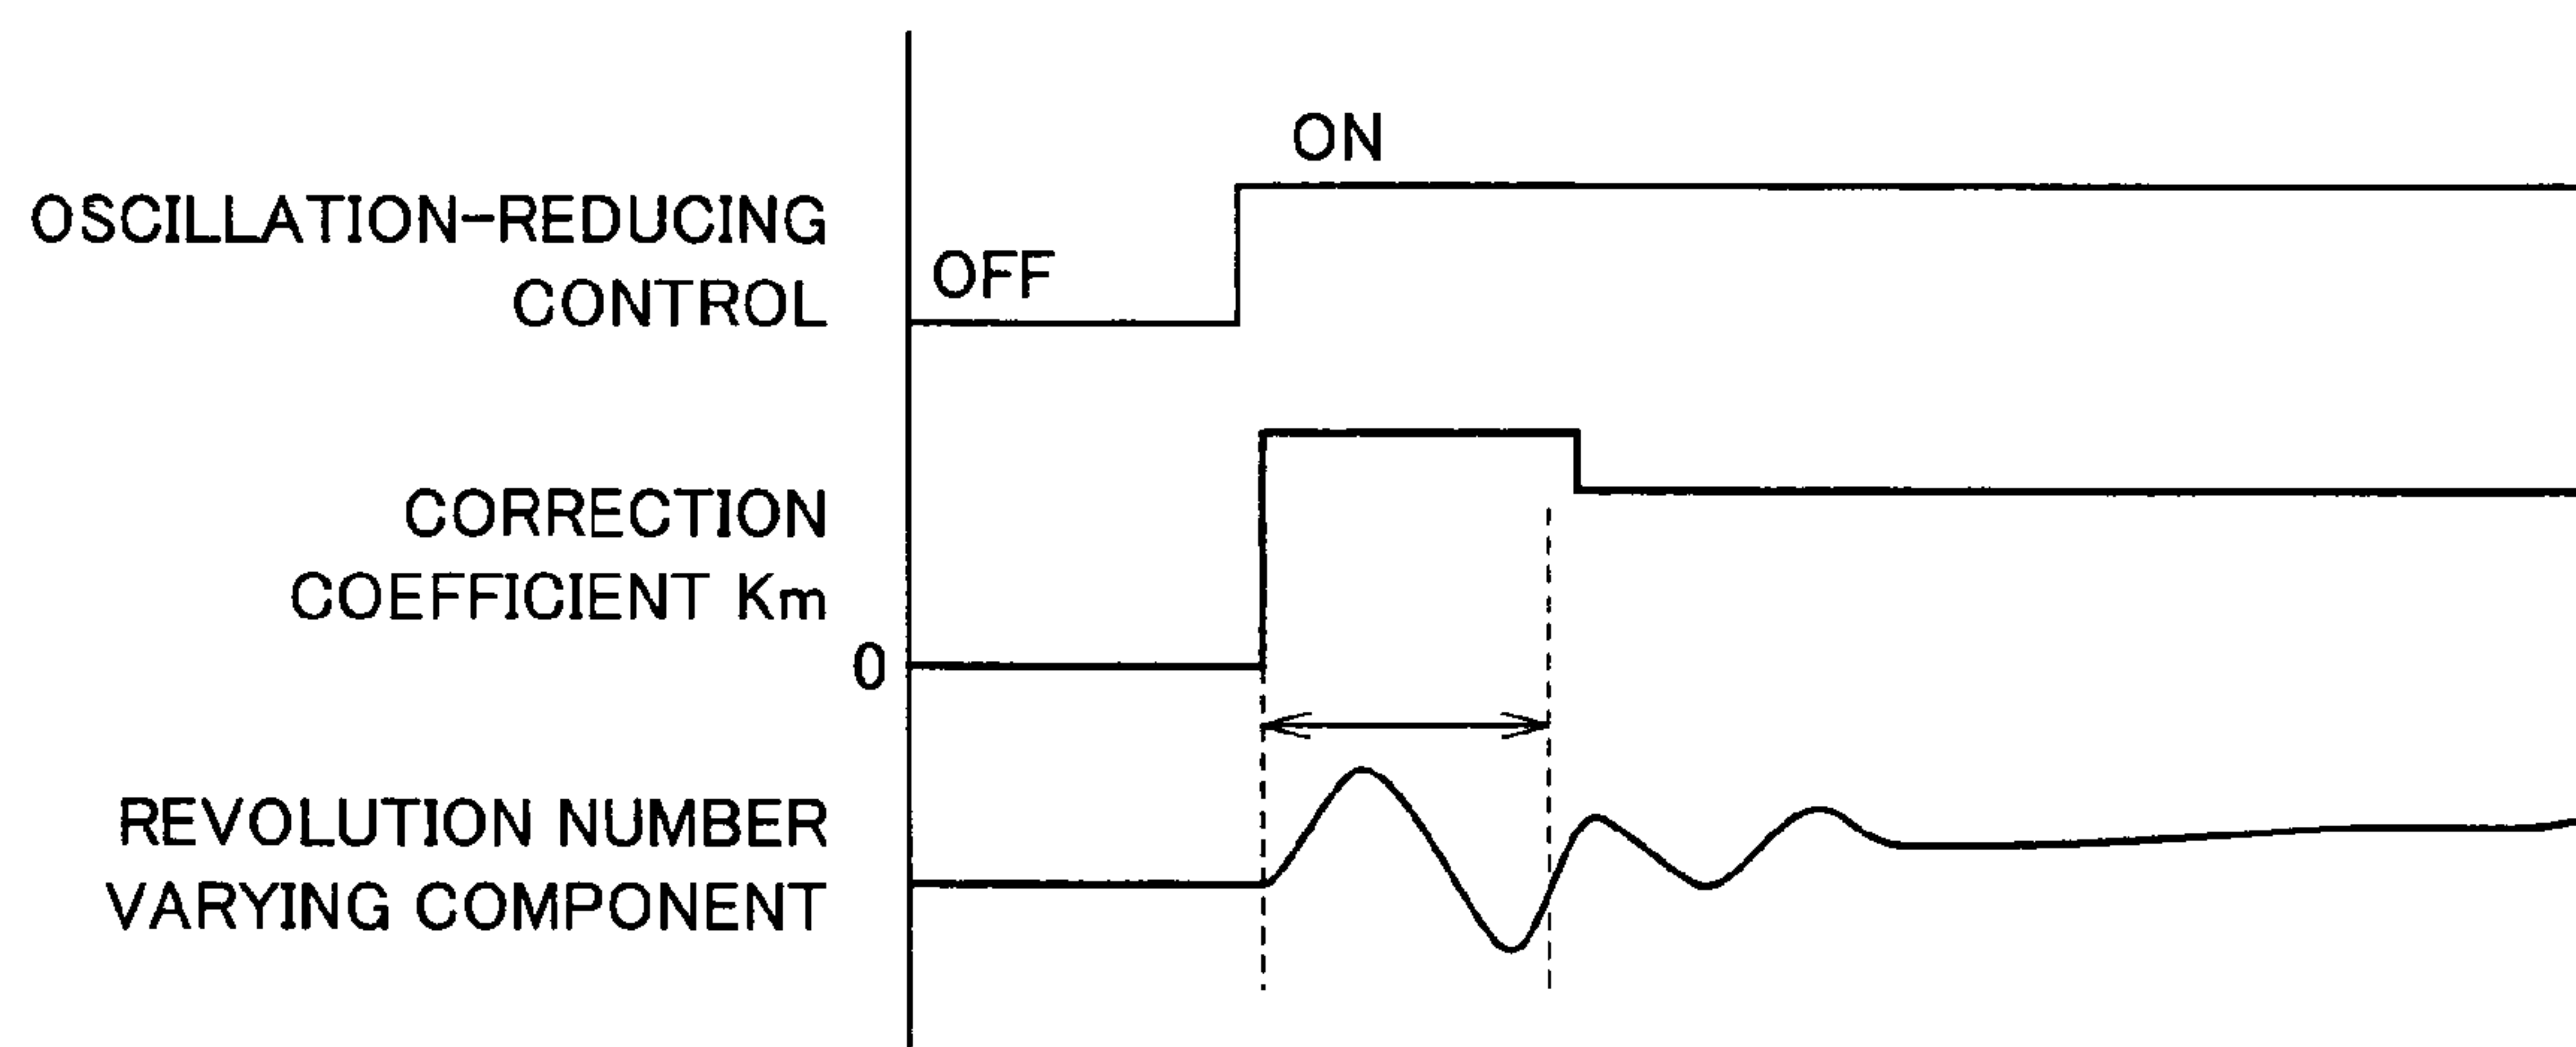 ON
OSCILLATION-REDUCING
CONTROL
OFF
CORRECTION
COEFFICIENT Km
0
REVOLUTION NUMBER
VARYING COMPONENT